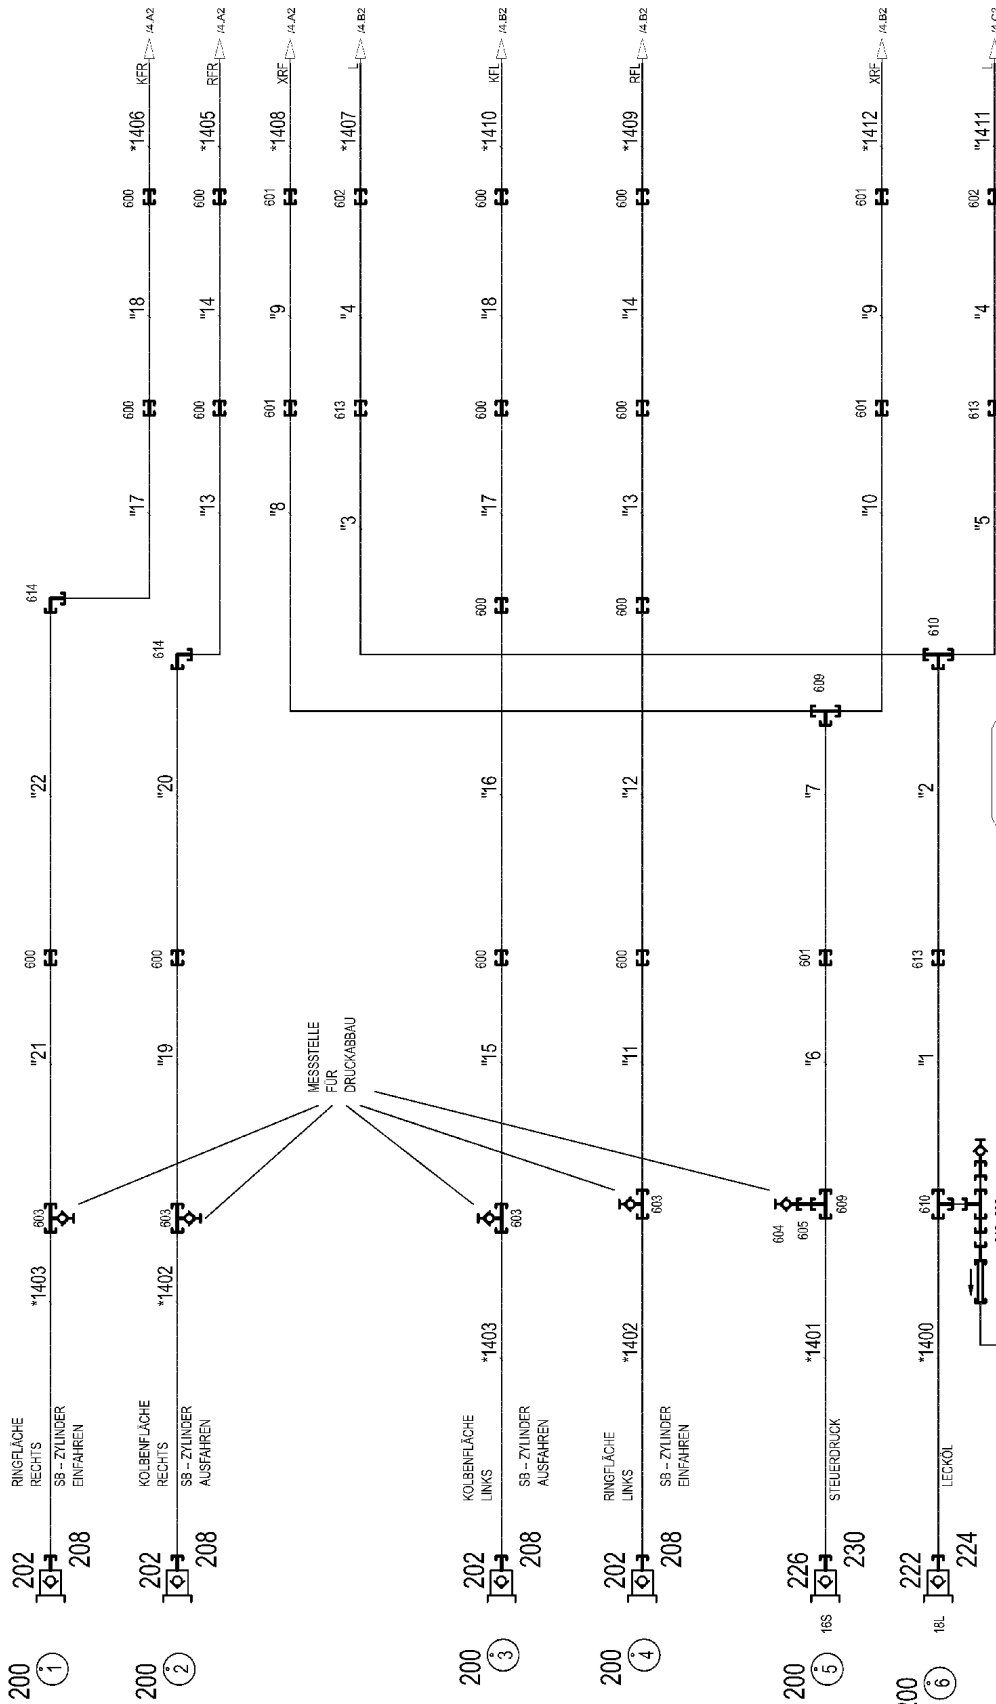 200
1
202
208
RINGFLÄCHE
RECHTS
SB – ZYLINDER
EINFAHREN
*1403
603
"21
600
"22
614
"17
600
"18
600
*1406
KFR
/4.A2
200
2
202
208
KOLBENFLÄCHE
RECHTS
SB – ZYLINDER
AUSFAHREN
*1402
603
"19
600
"20
614
"13
600
"14
600
*1405
RFR
/4.A2
"8
601
"9
601
*1408
XRF
/4.A2
MESSSTELLE
FÜR
DRUCKABBAU
"3
613
"4
602
*1407
L
/4.B2
200
3
202
208
KOLBENFLÄCHE
LINKS
SB – ZYLINDER
AUSFAHREN
*1403
603
"15
600
"16
600
"17
600
"18
600
*1410
KFL
/4.B2
200
4
202
208
RINGFLÄCHE
LINKS
SB – ZYLINDER
EINFAHREN
*1402
603
"11
600
"12
600
"13
600
"14
600
*1409
RFL
/4.B2
200
5
16S
226
230
STEUERDRUCK
*1401
604
605
609
"6
601
"7
609
"10
601
"9
601
*1412
XRF
/4.B2
200
6
18L
222
224
LECKÖL
*1400
610
"1
613
"2
610
"5
613
"4
602
"1411
L